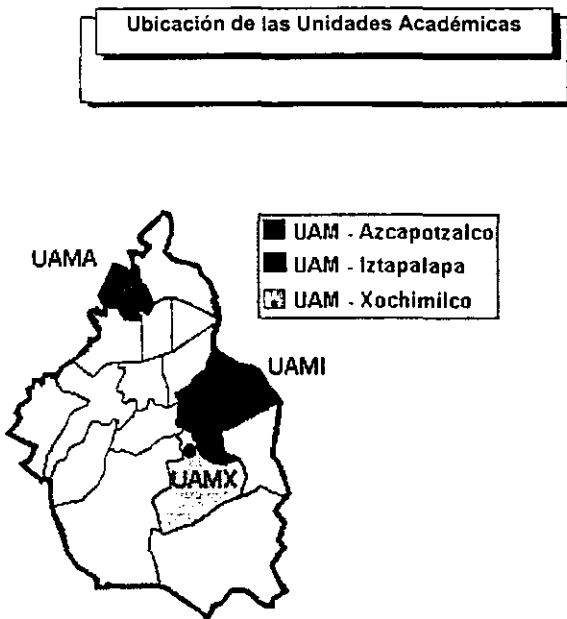 Ubicación de las Unidades Académicas
UAM - Azcapotzalco
UAM - Iztapalapa
UAM - Xochimilco
UAMA
UAMI
UAMX